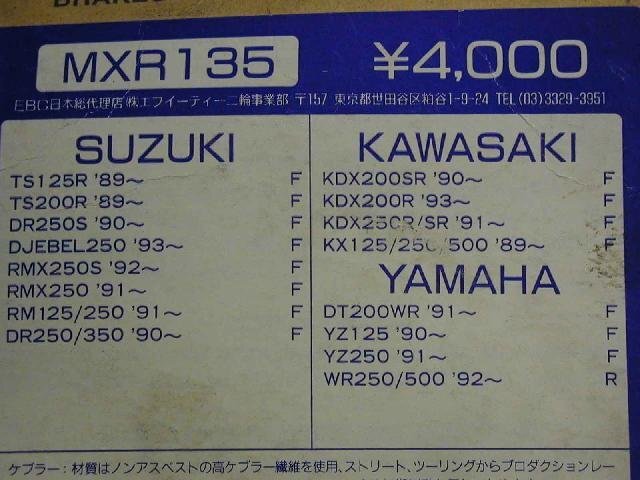 BRAKES
MXR135 ¥4,000
EBC日本総代理店 ㈱エフイーティー二輪事業部 〒157 東京都世田谷区粕谷1-9-24 TEL (03)3329-3951
SUZUKI
TS125R '89～ F
TS200R '89～ F
DR250S '90～ F
DJEBEL250 '93～ F
RMX250S '92～ F
RMX250 '91～ F
RM125/250 '91～ F
DR250/350 '90～ F
KAWASAKI
KDX200SR '90～ F
KDX200R '93～ F
KDX250R/SR '91～ F
KX125/250/500 '89～ F
YAMAHA
DT200WR '91～ F
YZ125 '90～ F
YZ250 '91～ F
WR250/500 '92～ R
ケブラー：材質はノンアスベストの高ケブラー繊維を使用、ストリート、ツーリングからプロダクションレー